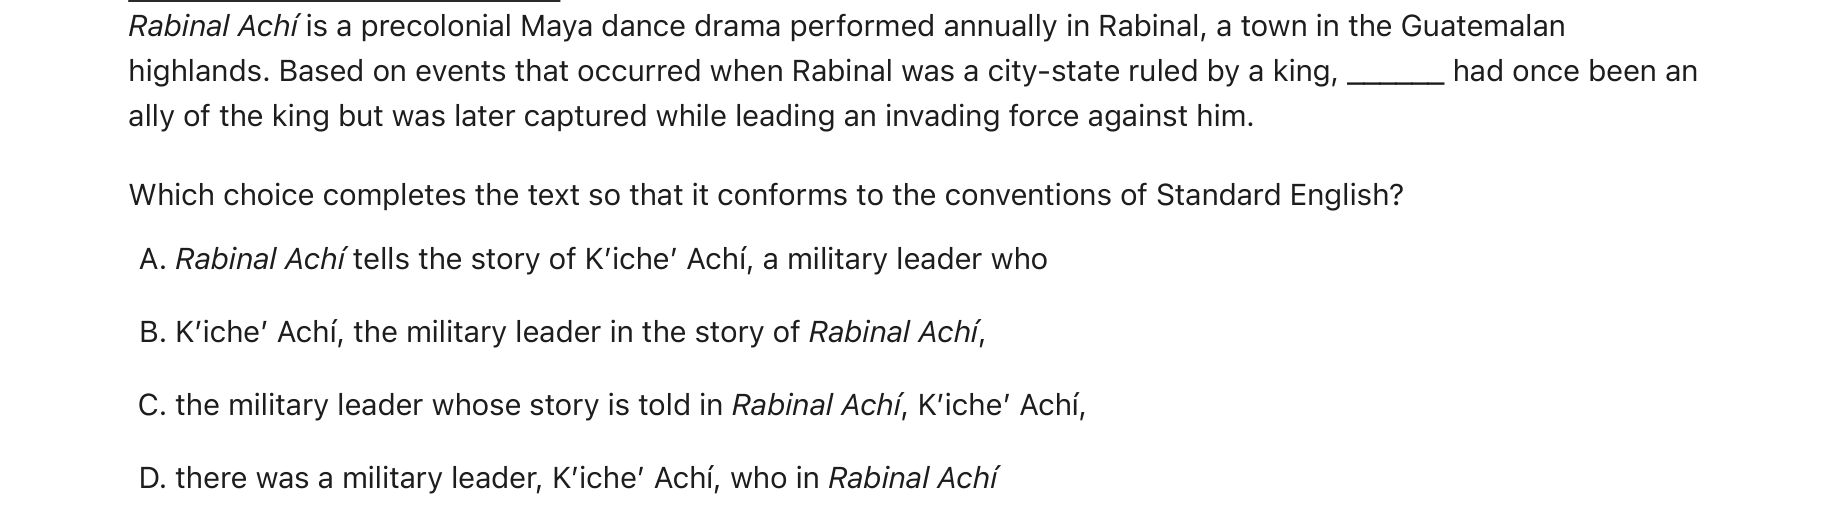 Rabinal Achí is a precolonial Maya dance drama performed annually in Rabinal, a town in the Guatemalan
highlands. Based on events that occurred when Rabinal was a city-state ruled by a king, ______ had once been an
ally of the king but was later captured while leading an invading force against him.
Which choice completes the text so that it conforms to the conventions of Standard English?
A. Rabinal Achí tells the story of K′iche′ Achí, a military leader who
B. K′iche′ Achí, the military leader in the story of Rabinal Achí,
C. the military leader whose story is told in Rabinal Achí, K′iche′ Achí,
D. there was a military leader, K′iche′ Achí, who in Rabinal Achí